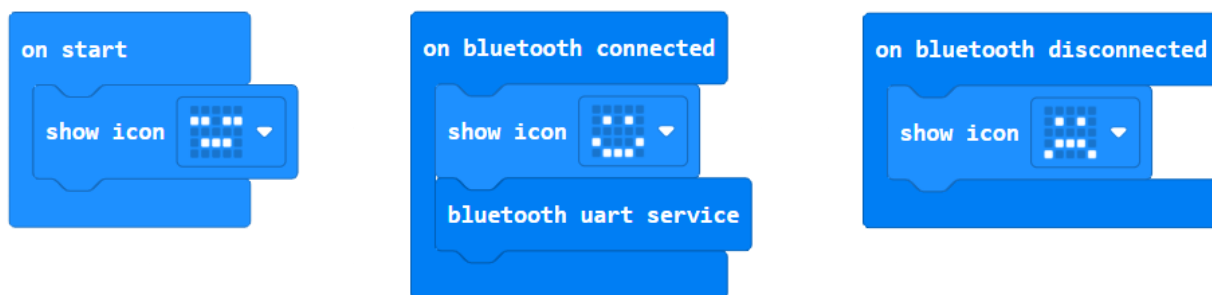 on start
show icon
on bluetooth connected
show icon
bluetooth uart service
on bluetooth disconnected
show icon